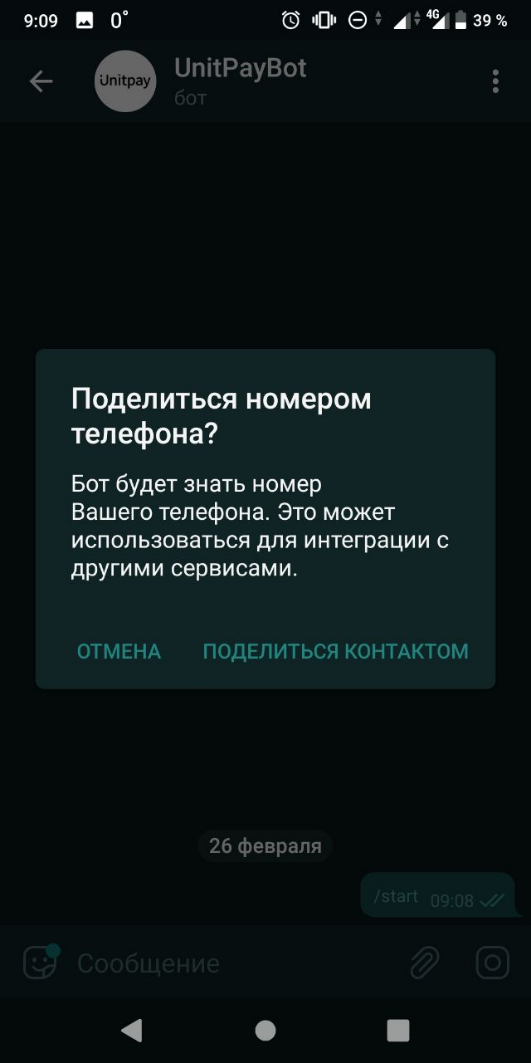 9:09 0° 4G 39 %
UnitPayBot
Unitpay
бот
Поделиться номером
телефона?
Бот будет знать номер
Вашего телефона. Это может
использоваться для интеграции с
другими сервисами.
ОТМЕНА ПОДЕЛИТЬСЯ КОНТАКТОМ
26 февраля
/start 09:08
Сообщение